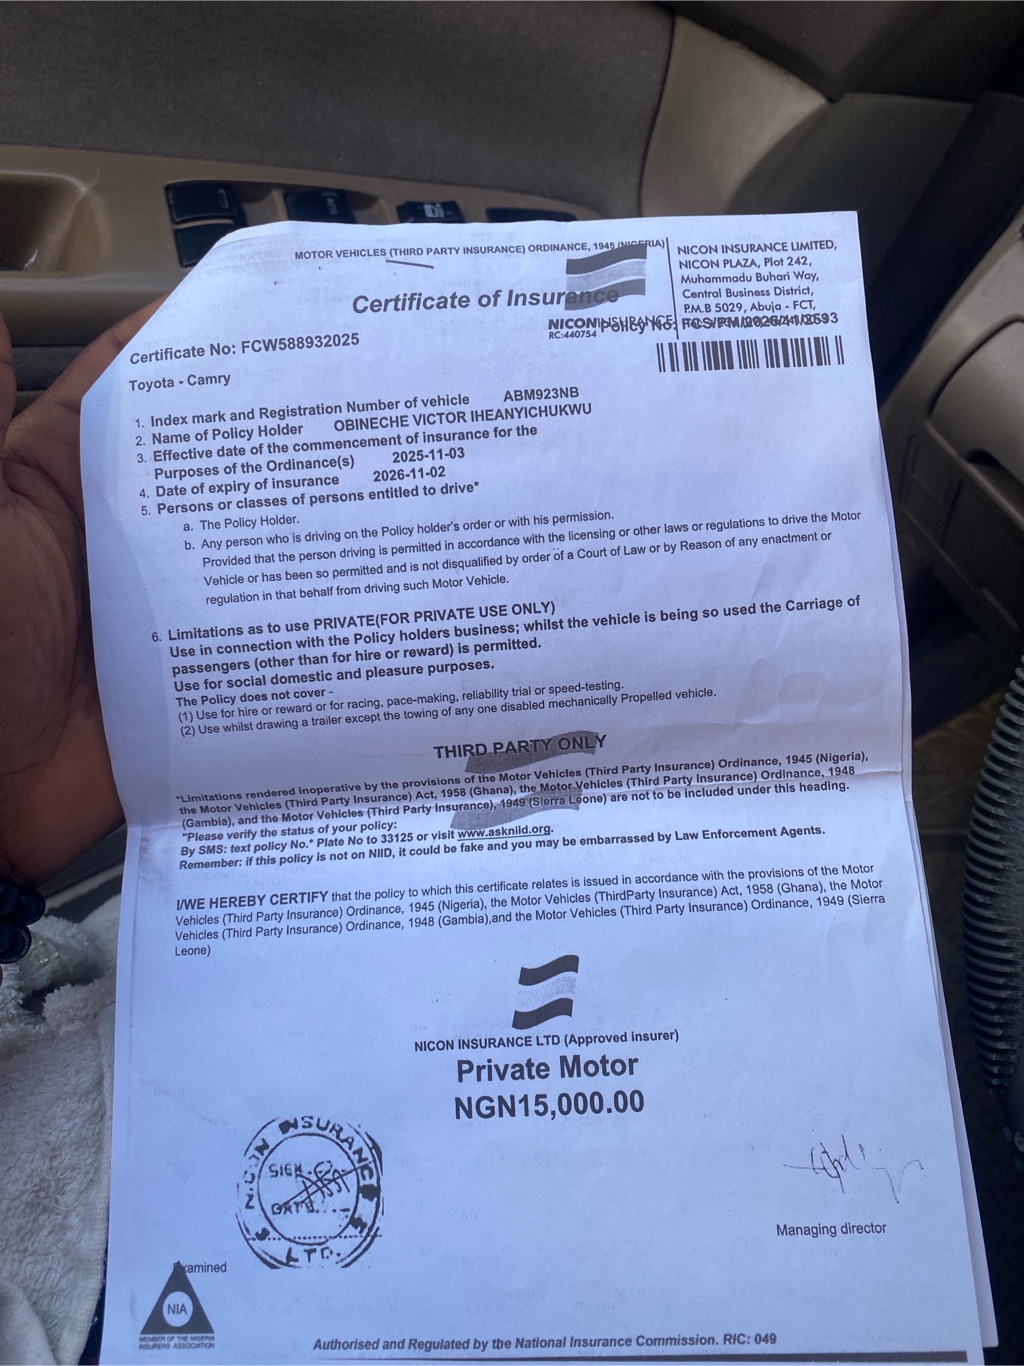 MOTOR VEHICLES (THIRD PARTY INSURANCE) ORDINANCE, 1945 (NIGERIA)
NICON INSURANCE LIMITED,
NICON PLAZA, Plot 242,
Muhammadu Buhari Way,
Central Business District,
P.M.B 5029, Abuja - FCT,
Certificate of Insurance
NICON INSURANCE
RC:440754
Policy No:
Certificate No: FCW588932025
Toyota - Camry
1. Index mark and Registration Number of vehicle ABM923NB
2. Name of Policy Holder OBINECHE VICTOR IHEANYICHUKWU
3. Effective date of the commencement of insurance for the
Purposes of the Ordinance(s) 2025-11-03
4. Date of expiry of insurance 2026-11-02
5. Persons or classes of persons entitled to drive*
a. The Policy Holder.
b. Any person who is driving on the Policy holder's order or with his permission.
Provided that the person driving is permitted in accordance with the licensing or other laws or regulations to drive the Motor
Vehicle or has been so permitted and is not disqualified by order of a Court of Law or by Reason of any enactment or
regulation in that behalf from driving such Motor Vehicle.
6. Limitations as to use PRIVATE(FOR PRIVATE USE ONLY)
Use in connection with the Policy holders business; whilst the vehicle is being so used the Carriage of
passengers (other than for hire or reward) is permitted.
Use for social domestic and pleasure purposes.
The Policy does not cover -
(1) Use for hire or reward or for racing, pace-making, reliability trial or speed-testing.
(2) Use whilst drawing a trailer except the towing of any one disabled mechanically Propelled vehicle.
THIRD PARTY ONLY
*Limitations rendered inoperative by the provisions of the Motor Vehicles (Third Party Insurance) Ordinance, 1945 (Nigeria),
the Motor Vehicles (Third Party Insurance) Act, 1958 (Ghana), the Motor Vehicles (Third Party Insurance) Ordinance, 1948
(Gambia), and the Motor Vehicles (Third Party Insurance), 1949 (Sierra Leone) are not to be included under this heading.
"Please verify the status of your policy:
By SMS: text policy No.* Plate No to 33125 or visit www.askniid.org.
Remember: if this policy is not on NIID, it could be fake and you may be embarrassed by Law Enforcement Agents.
I/WE HEREBY CERTIFY that the policy to which this certificate relates is issued in accordance with the provisions of the Motor
Vehicles (Third Party Insurance) Ordinance, 1945 (Nigeria), the Motor Vehicles (ThirdParty Insurance) Act, 1958 (Ghana), the Motor
Vehicles (Third Party Insurance) Ordinance, 1948 (Gambia),and the Motor Vehicles (Third Party Insurance) Ordinance, 1949 (Sierra
Leone)
NICON INSURANCE LTD (Approved insurer)
Private Motor
NGN15,000.00
NICON INSURANCE
SIGN
LTD.
Managing director
Examined
NIA
MEMBER OF THE NIGERIA
INSURERS ASSOCIATION
Authorised and Regulated by the National Insurance Commission. RIC: 049